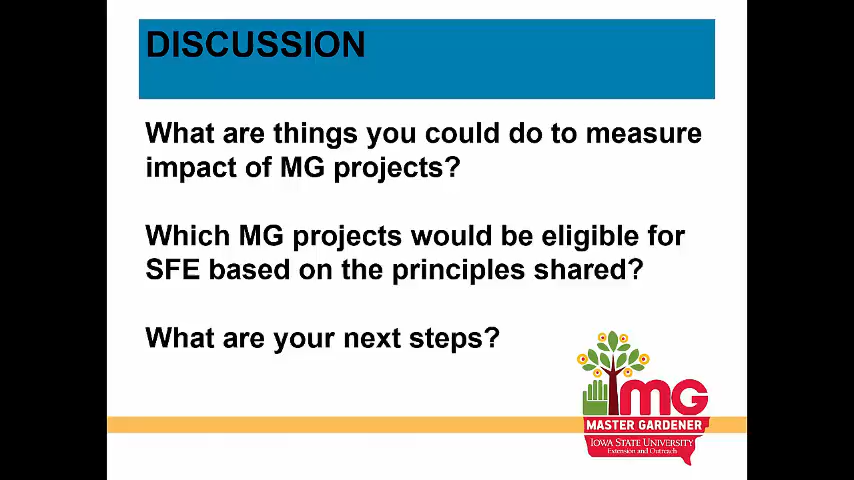 DISCUSSION
What are things you could do to measure
impact of MG projects?
Which MG projects would be eligible for
SFE based on the principles shared?
What are your next steps?
MG
MASTER GARDENER
IOWA STATE UNIVERSITY
Extension and Outreach